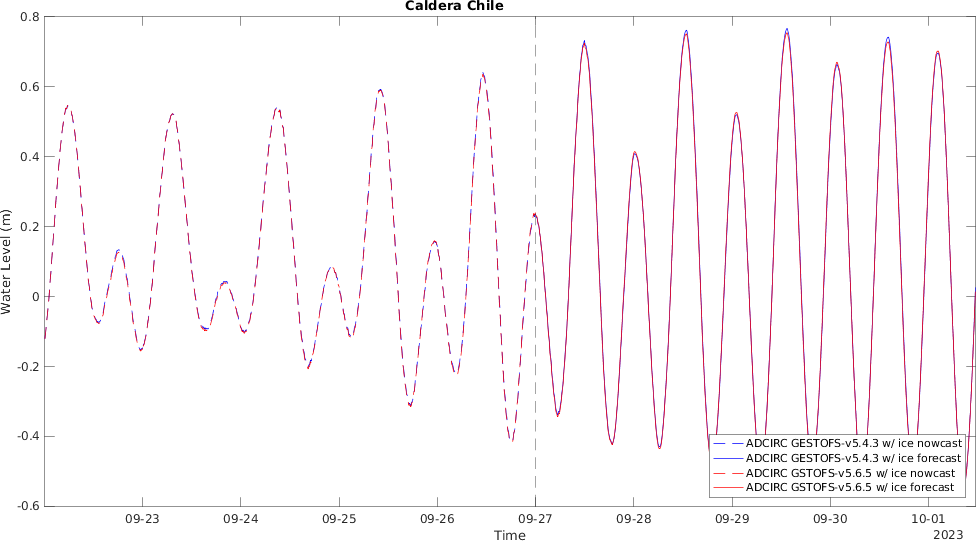 Caldera Chile
Water Level (m)
0.8
0.6
0.4
0.2
0
-0.2
-0.4
-0.6
ADCIRC GESTOFS-v5.4.3 w/ ice nowcast
ADCIRC GESTOFS-v5.4.3 w/ ice forecast
ADCIRC GSTOFS-v5.6.5 w/ ice nowcast
ADCIRC GSTOFS-v5.6.5 w/ ice forecast
09-23 09-24 09-25 09-26 09-27 09-28 09-29 09-30 10-01
Time
2023